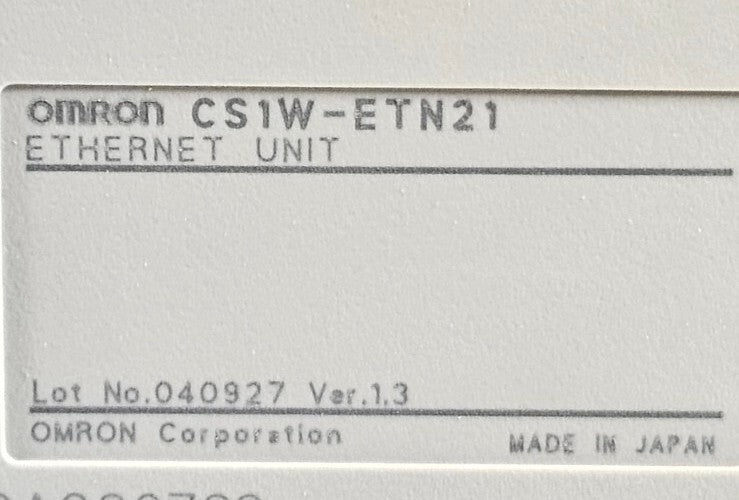 omron CS1W-ETN21
ETHERNET UNIT
Lot No.040927 Ver.1.3
OMRON Corporation
MADE IN JAPAN